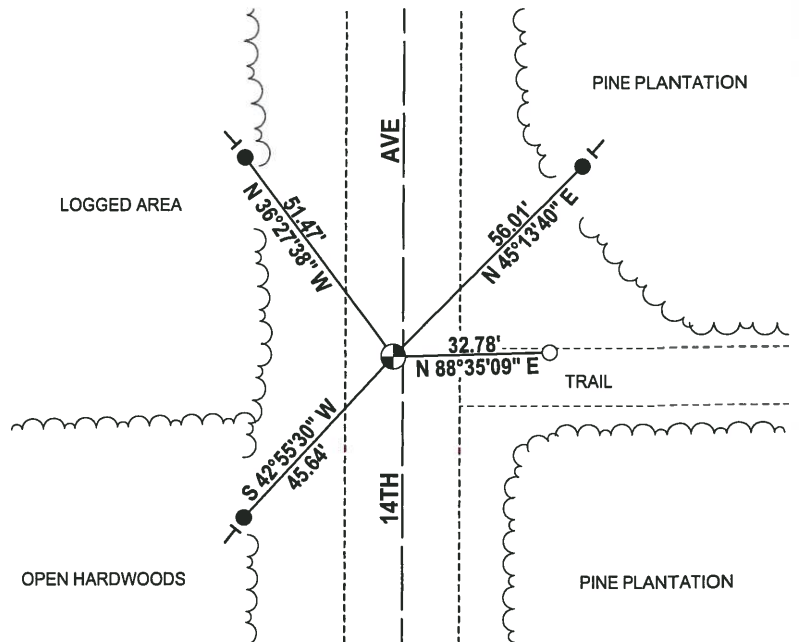 PINE PLANTATION
AVE
LOGGED AREA
51.47'
N 36°27'38" W
56.01'
N 45°13'40" E
32.78'
N 88°35'09" E
TRAIL
S 42°55'30" W
45.64'
14TH
OPEN HARDWOODS
PINE PLANTATION